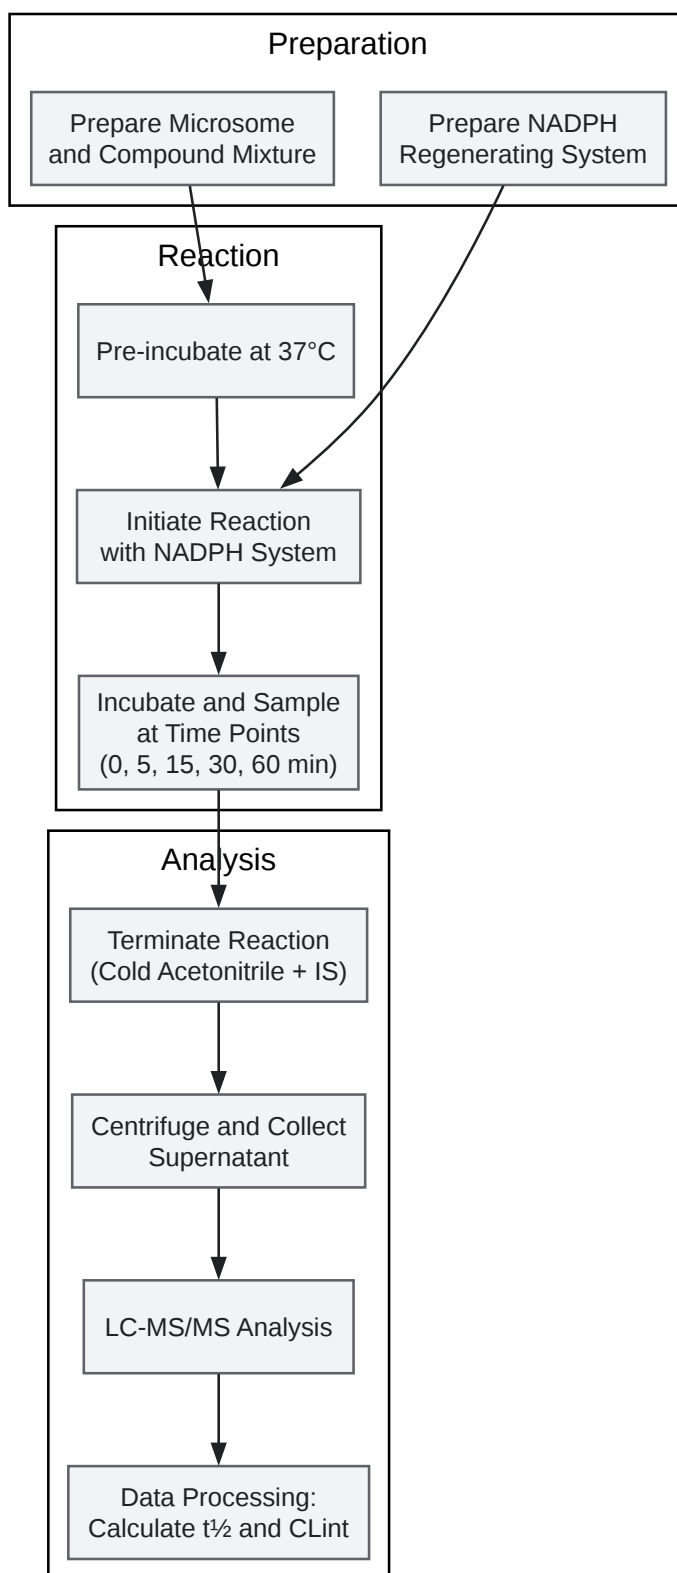 Preparation
Prepare Microsome
and Compound Mixture
Prepare NADPH
Regenerating System
Reaction
Pre-incubate at 37°C
Initiate Reaction
with NADPH System
Incubate and Sample
at Time Points
(0, 5, 15, 30, 60 min)
Analysis
Terminate Reaction
(Cold Acetonitrile + IS)
Centrifuge and Collect
Supernatant
LC-MS/MS Analysis
Data Processing:
Calculate t½ and CLint